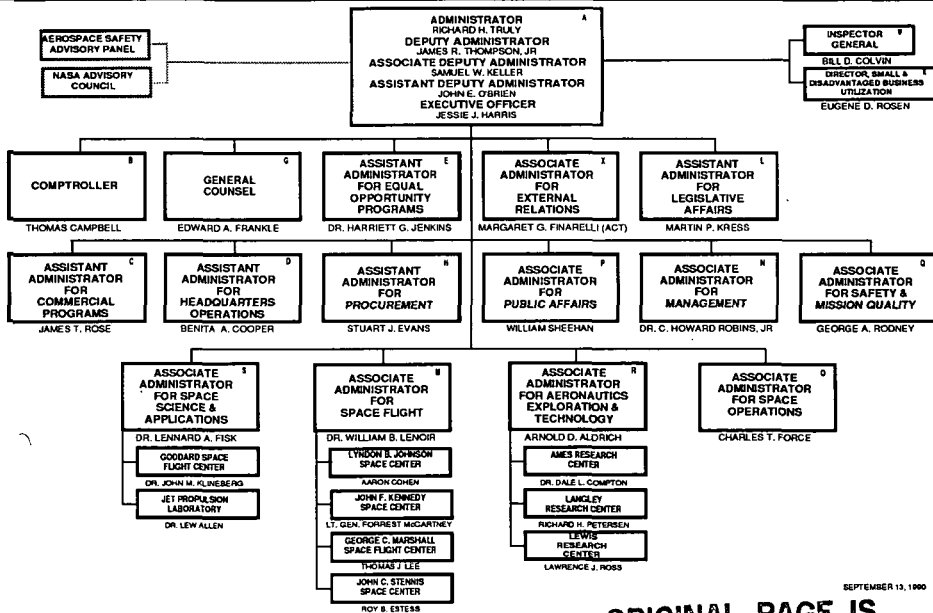 A
ADMINISTRATOR
RICHARD H. TRULY
DEPUTY ADMINISTRATOR
JAMES R. THOMPSON, JR
ASSOCIATE DEPUTY ADMINISTRATOR
SAMUEL W. KELLER
ASSISTANT DEPUTY ADMINISTRATOR
JOHN E. O'BRIEN
EXECUTIVE OFFICER
JESSIE J. HARRIS
AEROSPACE SAFETY
ADVISORY PANEL
NASA ADVISORY
COUNCIL
W
INSPECTOR
GENERAL
BILL D. COLVIN
K
DIRECTOR, SMALL &
DISADVANTAGED BUSINESS
UTILIZATION
EUGENE D. ROSEN
B
COMPTROLLER
THOMAS CAMPBELL
G
GENERAL
COUNSEL
EDWARD A. FRANKLE
E
ASSISTANT
ADMINISTRATOR
FOR EQUAL
OPPORTUNITY
PROGRAMS
DR. HARRIETT G. JENKINS
X
ASSOCIATE
ADMINISTRATOR
FOR
EXTERNAL
RELATIONS
MARGARET G. FINARELLI (ACT)
L
ASSISTANT
ADMINISTRATOR
FOR
LEGISLATIVE
AFFAIRS
MARTIN P. KRESS
C
ASSISTANT
ADMINISTRATOR
FOR
COMMERCIAL
PROGRAMS
JAMES T. ROSE
D
ASSISTANT
ADMINISTRATOR
FOR
HEADQUARTERS
OPERATIONS
BENITA A. COOPER
H
ASSISTANT
ADMINISTRATOR
FOR
PROCUREMENT
STUART J. EVANS
P
ASSOCIATE
ADMINISTRATOR
FOR
PUBLIC AFFAIRS
WILLIAM SHEEHAN
N
ASSOCIATE
ADMINISTRATOR
FOR
MANAGEMENT
DR. C. HOWARD ROBINS, JR
Q
ASSOCIATE
ADMINISTRATOR
FOR SAFETY &
MISSION QUALITY
GEORGE A. RODNEY
S
ASSOCIATE
ADMINISTRATOR
FOR SPACE
SCIENCE &
APPLICATIONS
DR. LENNARD A. FISK
GODDARD SPACE
FLIGHT CENTER
DR. JOHN M. KLINEBERG
JET PROPULSION
LABORATORY
DR. LEW ALLEN
M
ASSOCIATE
ADMINISTRATOR
FOR
SPACE FLIGHT
DR. WILLIAM B. LENOIR
LYNDON B. JOHNSON
SPACE CENTER
AARON COHEN
JOHN F. KENNEDY
SPACE CENTER
LT. GEN. FORREST McCARTNEY
GEORGE C. MARSHALL
SPACE FLIGHT CENTER
THOMAS J. LEE
JOHN C. STENNIS
SPACE CENTER
ROY S. ESTESS
R
ASSOCIATE
ADMINISTRATOR
FOR AERONAUTICS
EXPLORATION &
TECHNOLOGY
ARNOLD D. ALDRICH
AMES RESEARCH
CENTER
DR. DALE L. COMPTON
LANGLEY
RESEARCH CENTER
RICHARD H. PETERSEN
LEWIS
RESEARCH
CENTER
LAWRENCE J. ROSS
O
ASSOCIATE
ADMINISTRATOR
FOR SPACE
OPERATIONS
CHARLES T. FORCE
SEPTEMBER 13, 1990
ORIGINAL PAGE IS